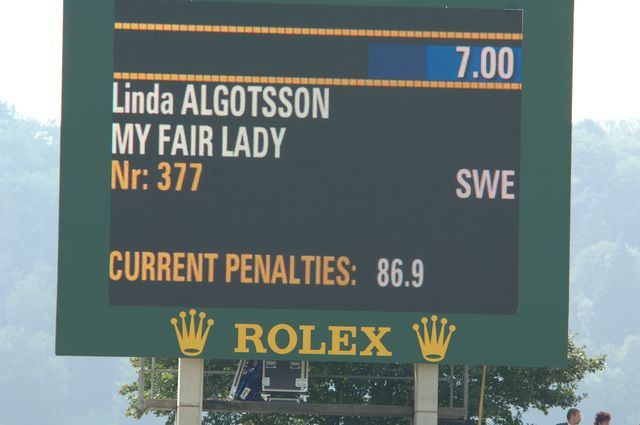 7.00
Linda ALGOTSSON
MY FAIR LADY
Nr: 377 SWE
CURRENT PENALTIES: 86.9
ROLEX